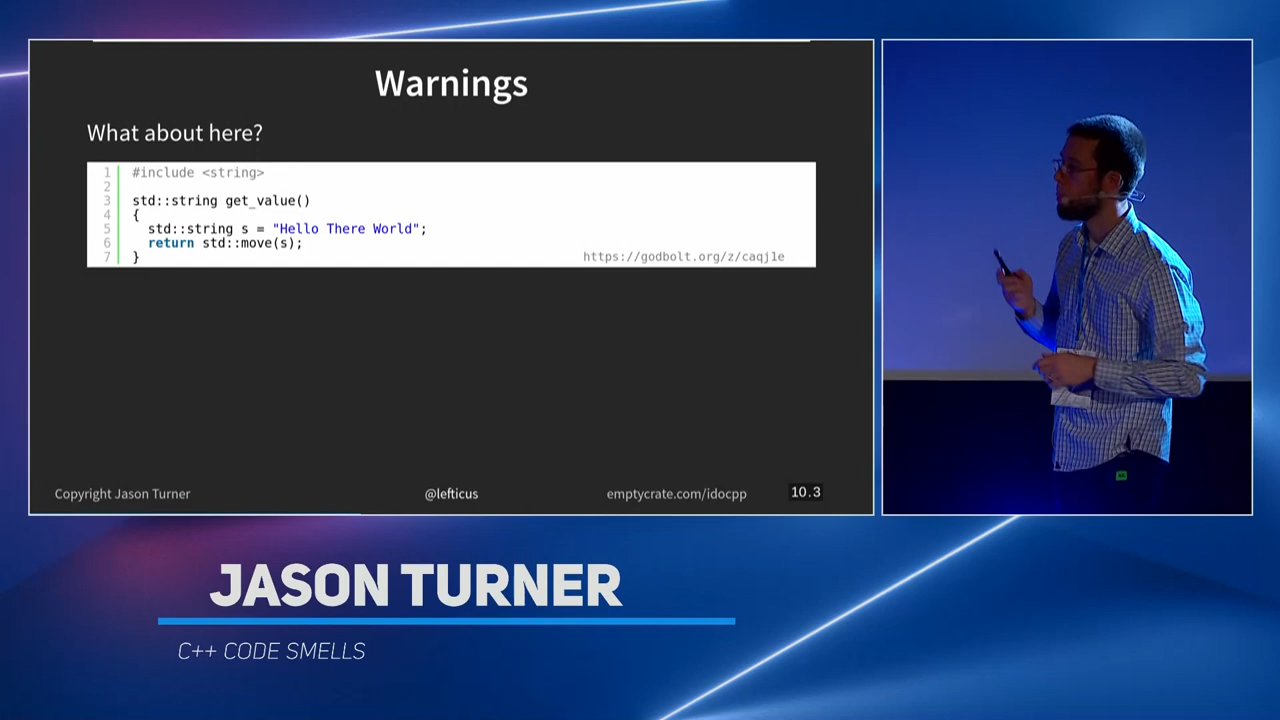 Warnings
What about here?
1 #include <string>
2
3 std::string get_value()
4 {
5 std::string s = "Hello There World";
6 return std::move(s);
7 }
https://godbolt.org/z/caqj1e
Copyright Jason Turner
@lefticus
emptycrate.com/idocpp
10.3
JASON TURNER
C++ CODE SMELLS